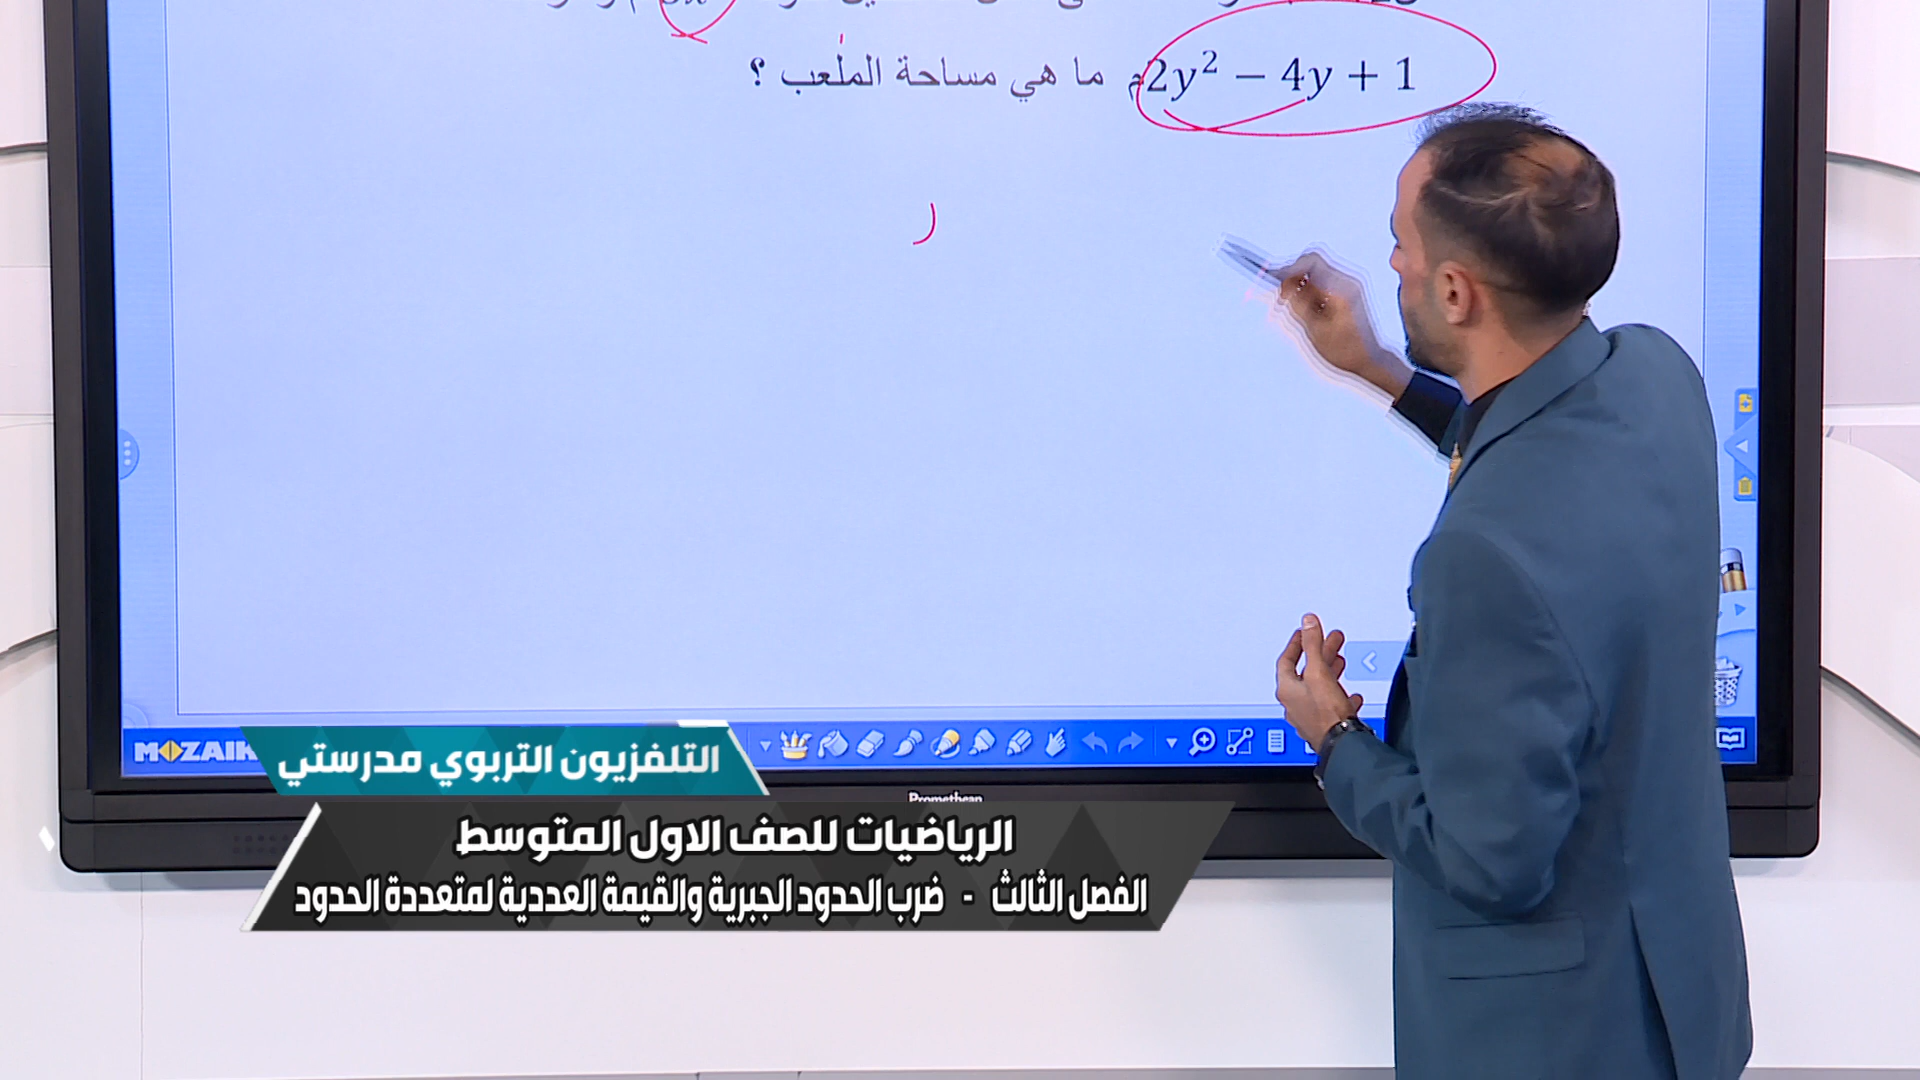 2y² − 4y + 1 م ما هي مساحة الملعب ؟
MOZAIK
التلفزيون التربوي مدرستي
Promethean
الرياضيات للصف الاول المتوسط
الفصل الثالث - ضرب الحدود الجبرية والقيمة العددية لمتعددة الحدود